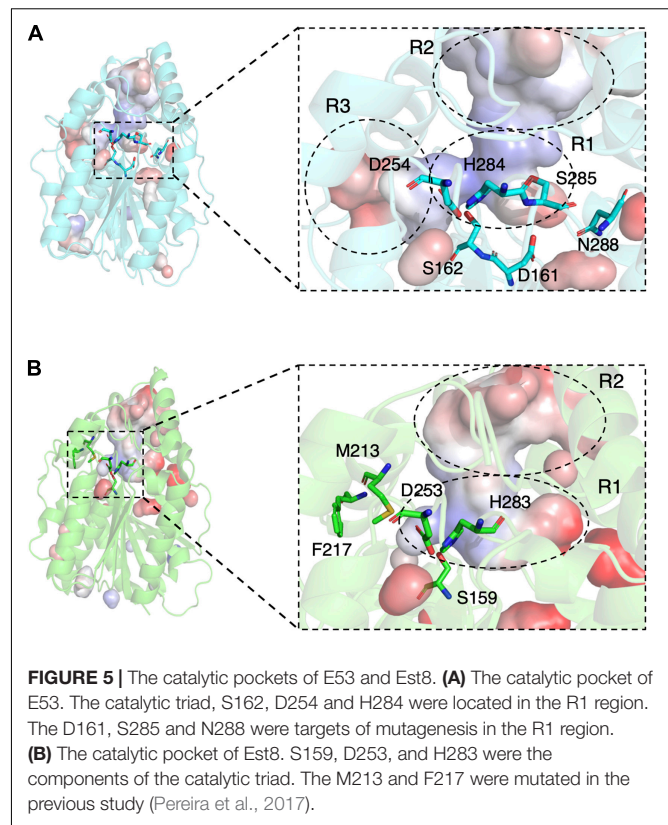 A
R2
R3
R1
D254
H284
S285
N288
S162
D161
B
R2
M213
D253
H283
R1
F217
S159
FIGURE 5 | The catalytic pockets of E53 and Est8. (A) The catalytic pocket of
E53. The catalytic triad, S162, D254 and H284 were located in the R1 region.
The D161, S285 and N288 were targets of mutagenesis in the R1 region.
(B) The catalytic pocket of Est8. S159, D253, and H283 were the
components of the catalytic triad. The M213 and F217 were mutated in the
previous study (Pereira et al., 2017).